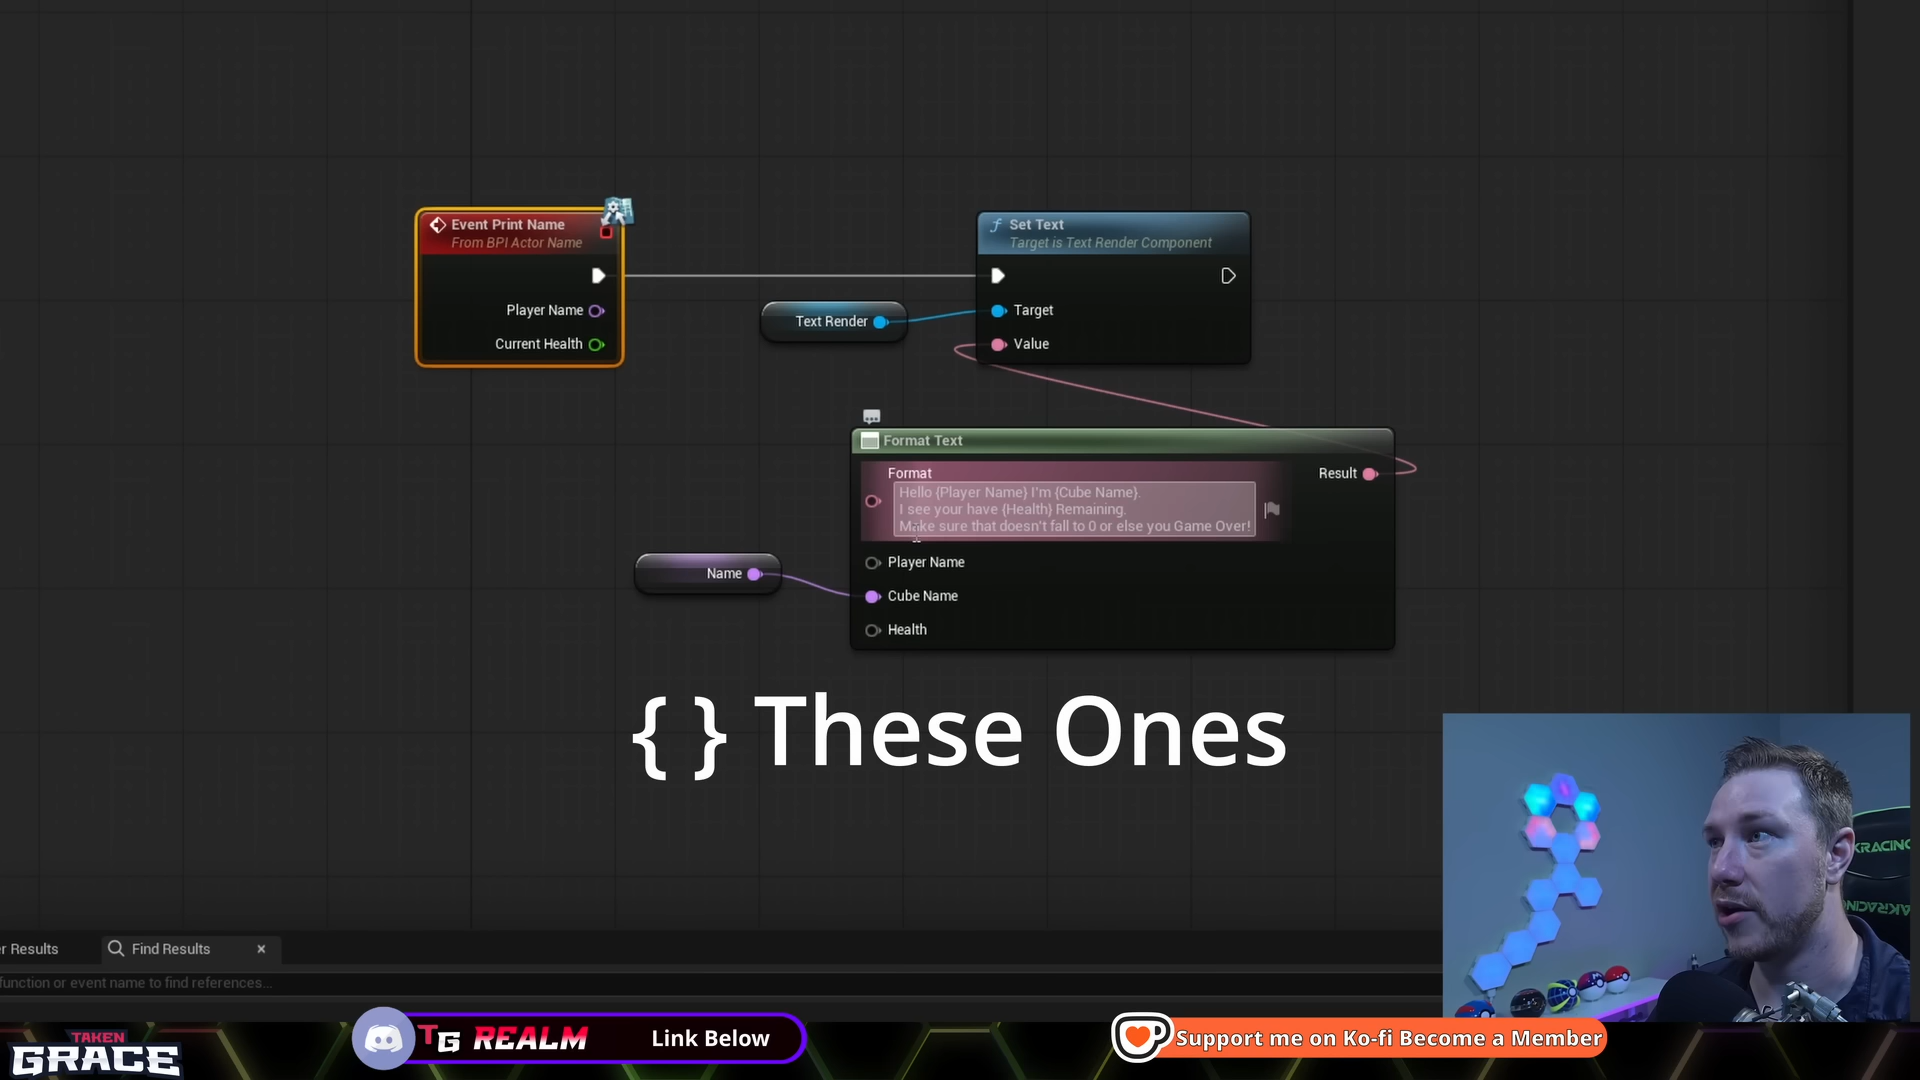 Event Print Name
From BPI Actor Name
Player Name
Current Health
Text Render
f Set Text
Target is Text Render Component
Target
Value
Format Text
Format
Result
Hello {Player Name} I'm {Cube Name}.
I see your have {Health} Remaining.
Make sure that doesn't fall to 0 or else you Game Over!
Player Name
Name
Cube Name
Health
{ } These Ones
KRACING
AKRACING
r Results
Find Results
×
function or event name to find references...
TAKEN
GRACE
TG REALM
Link Below
Support me on Ko-fi Become a Member